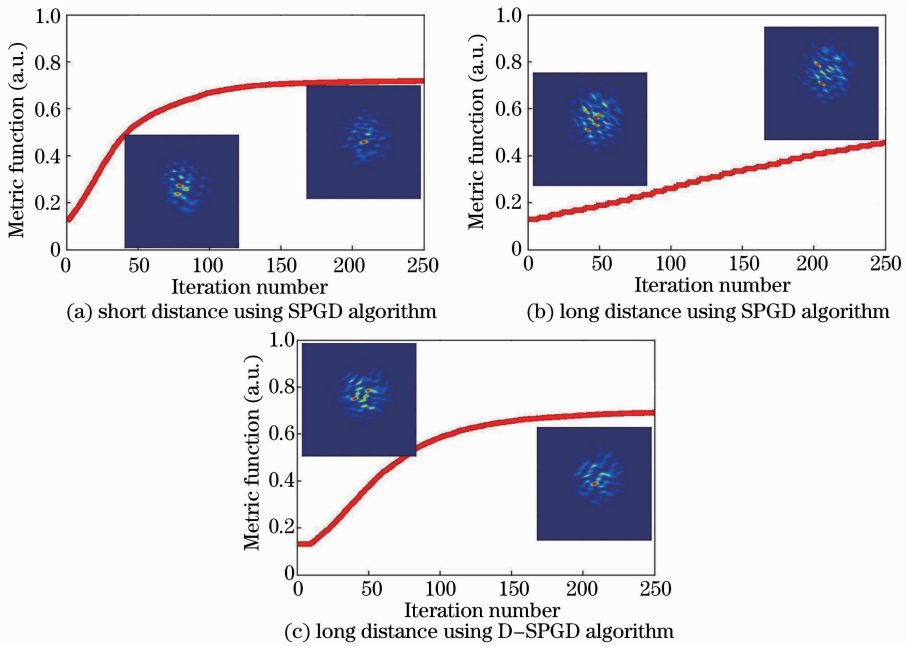 1.0
0.8
0.6
0.4
0.2
0
Metric function (a.u.)
0 50 100 150 200 250
Iteration number
(a) short distance using SPGD algorithm
1.0
0.8
0.6
0.4
0.2
0
Metric function (a.u.)
0 50 100 150 200 250
Iteration number
(b) long distance using SPGD algorithm
1.0
0.8
0.6
0.4
0.2
0
Metric function (a.u.)
0 50 100 150 200 250
Iteration number
(c) long distance using D-SPGD algorithm